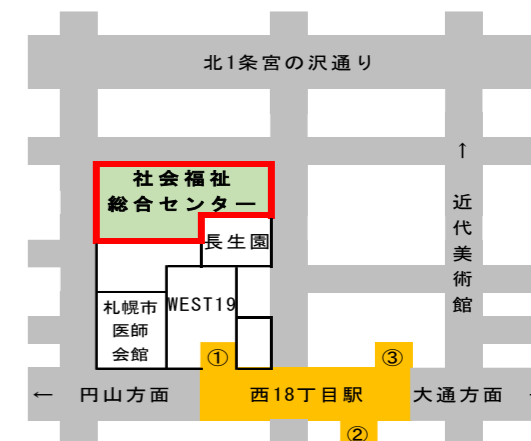 北1条宮の沢通り
社会福祉
総合センター
長生園
↑
近代美術館
札幌市
医師
会館
WEST19
①
③
← 円山方面
西18丁目駅
大通方面
②